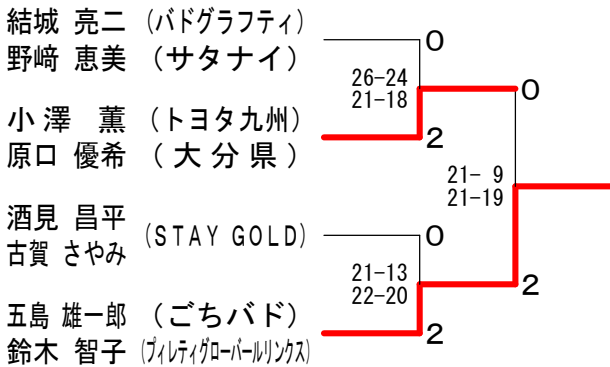 結城 亮二 (バドグラフティ)
野﨑 恵美 (サタナイ)
0
26-24
21-18
0
小澤 薫 (トヨタ九州)
原口 優希 (大分県)
2
21- 9
21-19
酒見 昌平
古賀 さやみ
(STAY GOLD)
0
21-13
22-20
2
五島 雄一郎 (ごちバド)
鈴木 智子 (プィレティグローバールリンクス)
2